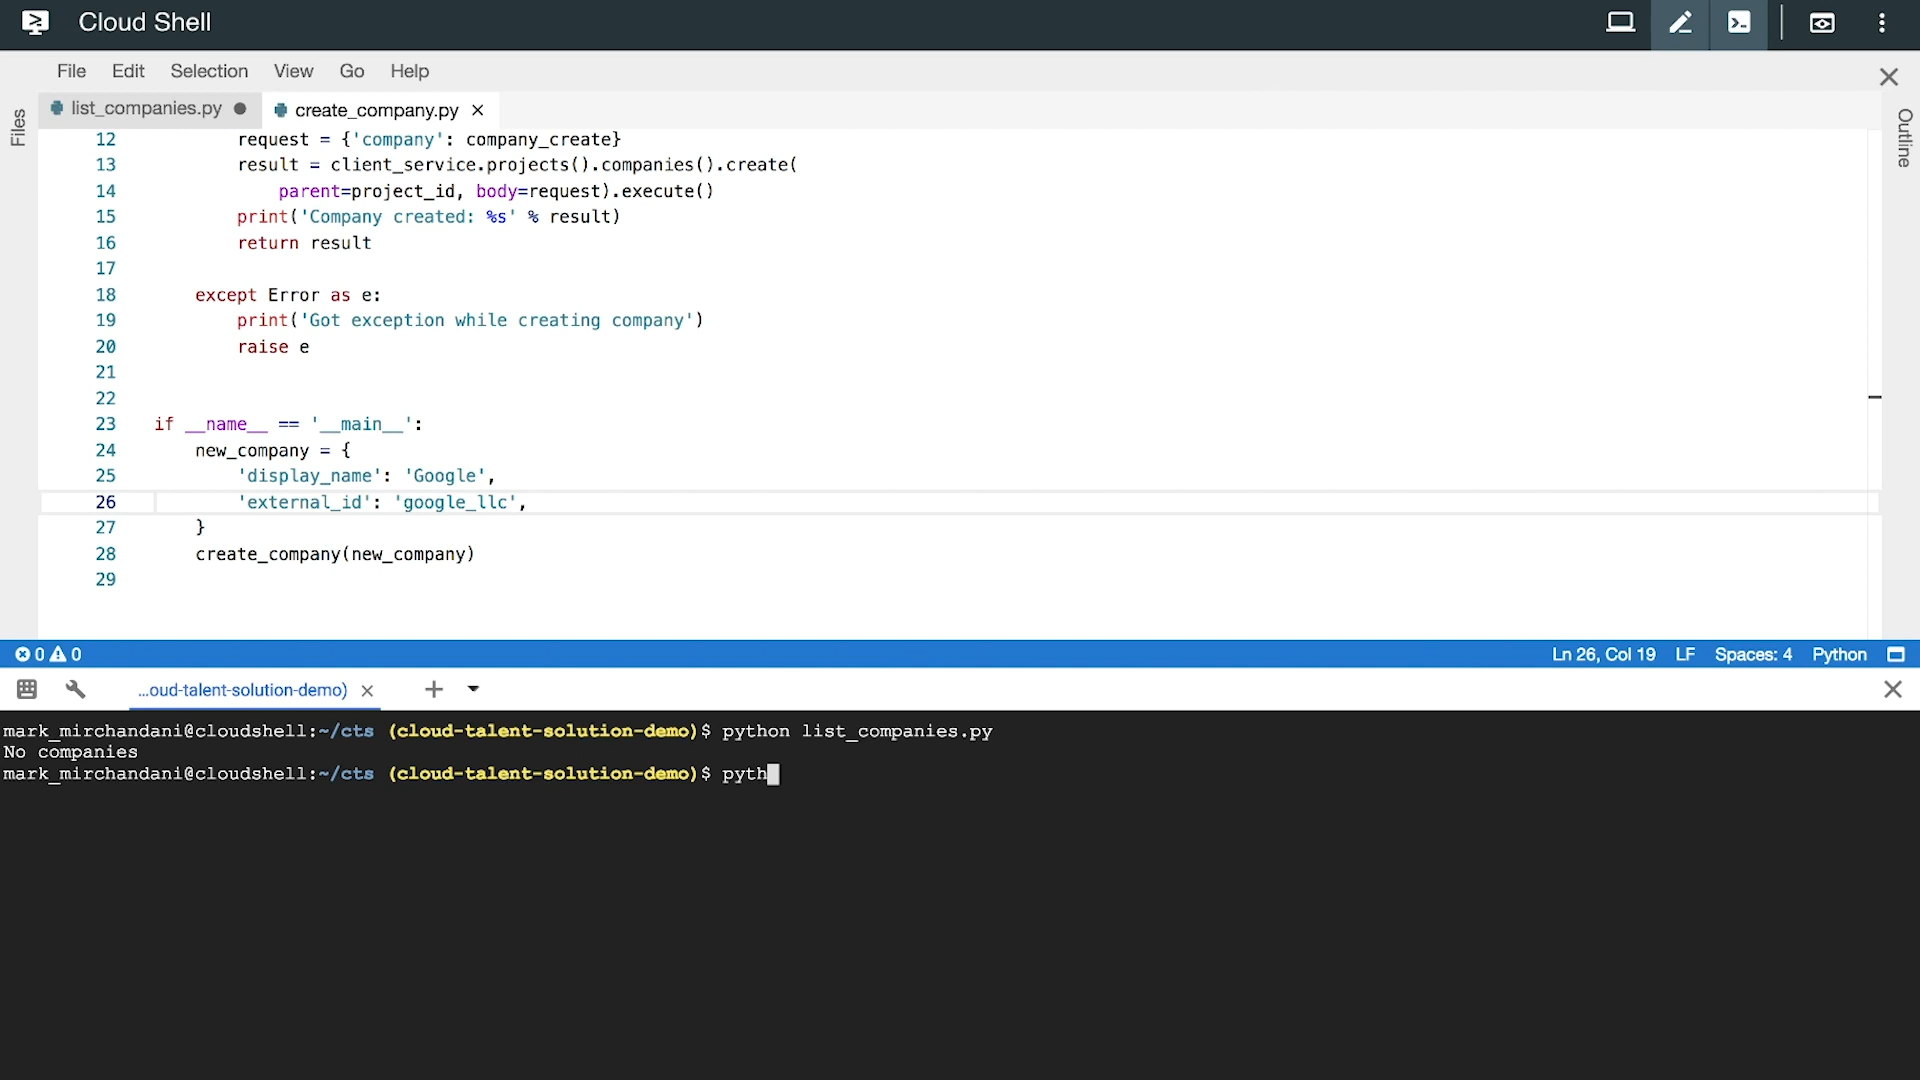 Cloud Shell
File Edit Selection View Go Help
Files
list_companies.py create_company.py
Outline
12 request = {'company': company_create}
13 result = client_service.projects().companies().create(
14 parent=project_id, body=request).execute()
15 print('Company created: %s' % result)
16 return result
17
18 except Error as e:
19 print('Got exception while creating company')
20 raise e
21
22
23 if __name__ == '__main__':
24 new_company = {
25 'display_name': 'Google',
26 'external_id': 'google_llc',
27 }
28 create_company(new_company)
29
0 0 Ln 26, Col 19 LF Spaces: 4 Python
...oud-talent-solution-demo)
mark_mirchandani@cloudshell:~/cts (cloud-talent-solution-demo)$ python list_companies.py
No companies
mark_mirchandani@cloudshell:~/cts (cloud-talent-solution-demo)$ pyth